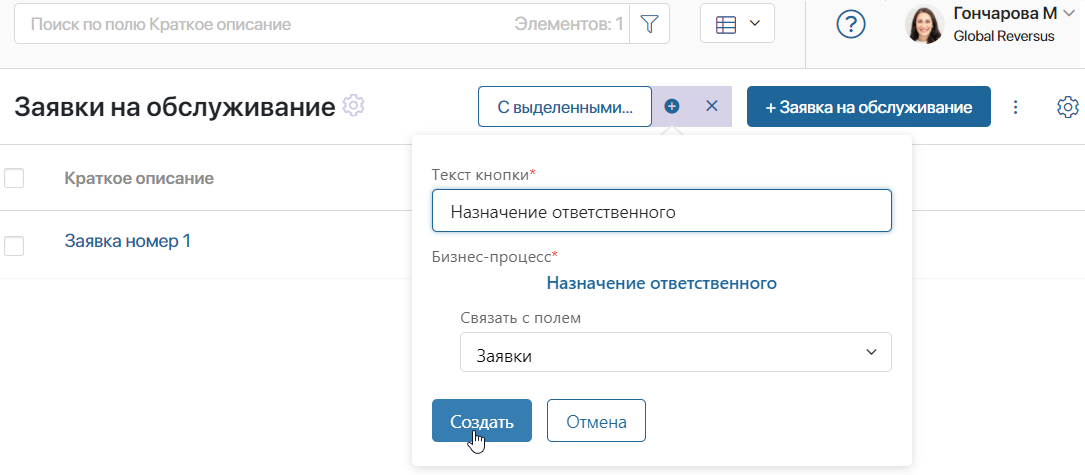 Поиск по полю Краткое описание
Элементов: 1
Гончарова М
Global Reversus
Заявки на обслуживание
С выделенными...
+ Заявка на обслуживание
Краткое описание
Заявка номер 1
Текст кнопки*
Назначение ответственного
Бизнес-процесс*
Назначение ответственного
Связать с полем
Заявки
Создать
Отмена